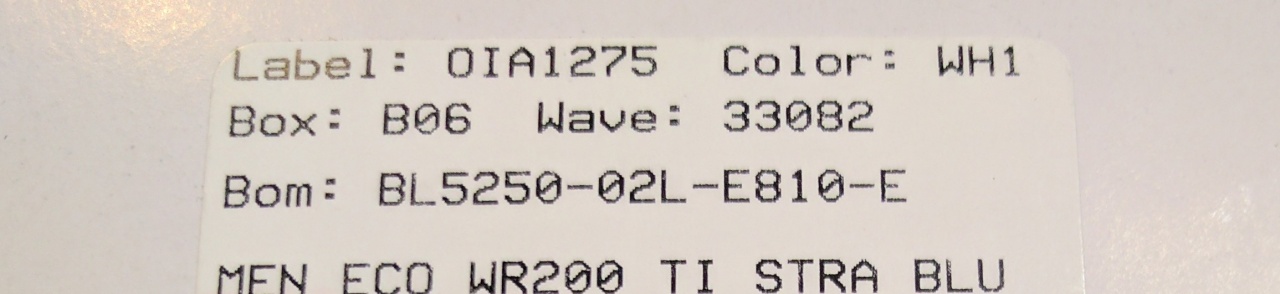 Label: OIA1275 Color: WH1
Box: B06 Wave: 33082
Bom: BL5250-02L-E810-E
MEN ECO WR200 TI STRA BLU